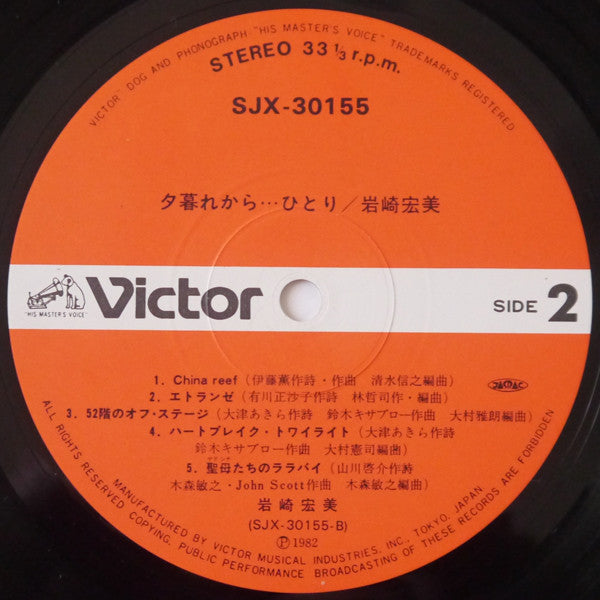 VICTOR" DOG AND PHONOGRAPH-"HIS MASTER'S VOICE" TRADEMARKS REGISTERED
STEREO 33 1/3 r.p.m.
SJX-30155
夕暮れから…ひとり／岩崎宏美
"HIS MASTER'S VOICE"
Victor
SIDE 2
1. China reef (伊藤薫作詩・作曲 清水信之編曲)
JASRAC
2. エトランゼ (有川正沙子作詩 林哲司作・編曲)
3. 52階のオフ・ステージ (大津あきら作詩 鈴木キサブロー作曲 大村雅朗編曲)
4. ハートブレイク・トワイライト (大津あきら作詩
鈴木キサブロー作曲 大村憲司編曲)
マドンナ
5. 聖母たちのララバイ (山川啓介作詩
木森敏之・John Scott作曲 木森敏之編曲)
岩崎宏美
(SJX-30155-B)
Ⓟ1982
MANUFACTURED BY VICTOR MUSICAL INDUSTRIES, INC., TOKYO, JAPAN
ALL RIGHTS RESERVED. COPYING, PUBLIC PERFORMANCE BROADCASTING OF THESE RECORDS ARE FORBIDDEN